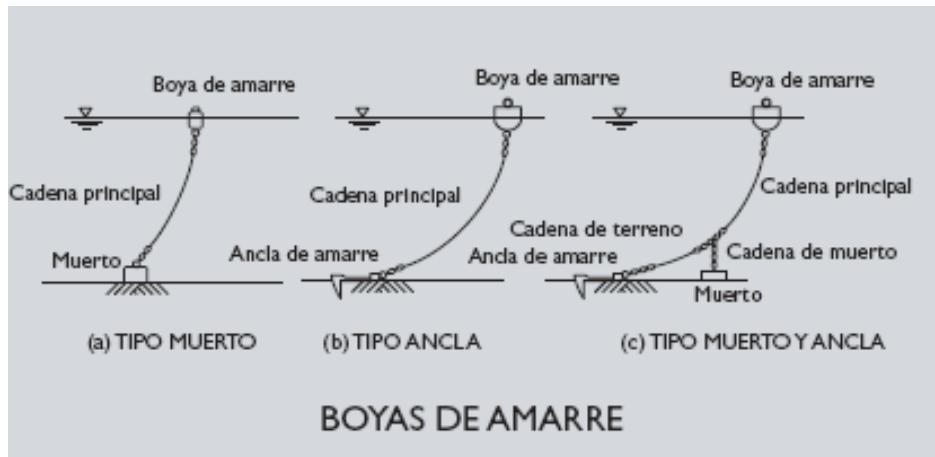 Boya de amarre
Cadena principal
Muerto
(a) TIPO MUERTO
Boya de amarre
Cadena principal
Ancla de amarre
(b) TIPO ANCLA
Boya de amarre
Cadena principal
Cadena de terreno
Ancla de amarre
Cadena de muerto
Muerto
(c) TIPO MUERTO Y ANCLA
BOYAS DE AMARRE